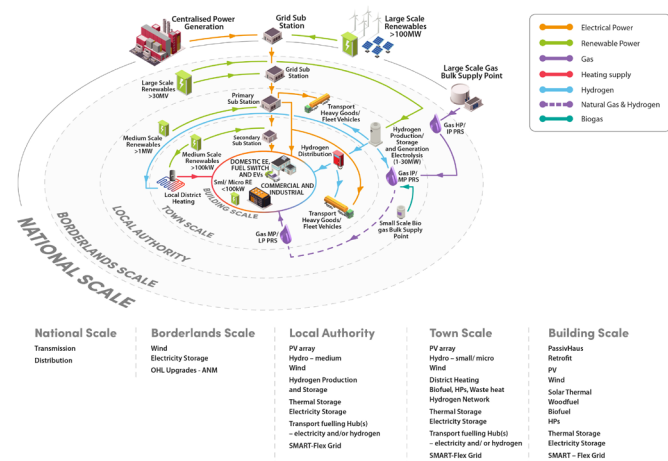 Centralised Power
Generation
Grid Sub
Station
Large Scale
Renewables
>100MW
Electrical Power
Renewable Power
Gas
Heating supply
Hydrogen
Natural Gas & Hydrogen
Biogas
Large Scale Gas
Bulk Supply Point
Large Scale
Renewables
>30MV
Grid Sub
Station
Primary
Sub Station
Transport
Heavy Goods/
Fleet Vehicles
Gas HP/
IP PRS
Medium Scale
Renewables
>1MW
Medium Scale
Renewables
>100kW
Secondary
Sub Station
Hydrogen
Distribution
Hydrogen
Production/
Storage
and Generation
Electrolysis
(1-30MW)
DOMESTIC EE,
FUEL SWITCH
AND EVs
Sml/ Micro RE
<100kW
COMMERCIAL AND
INDUSTRIAL
Local District
Heating
Gas IP/
MP PRS
Transport
Heavy Goods/
Fleet Vehicles
Small Scale Bio
gas Bulk Supply
Point
Gas MP/
LP PRS
BUILDING SCALE
TOWN SCALE
LOCAL AUTHORITY
BORDERLANDS SCALE
NATIONAL SCALE
National Scale
Transmission
Distribution
Borderlands Scale
Wind
Electricity Storage
OHL Upgrades - ANM
Local Authority
PV array
Hydro – medium
Wind
Hydrogen Production
and Storage
Thermal Storage
Electricity Storage
Transport fuelling Hub(s)
– electricity and/or hydrogen
SMART-Flex Grid
Town Scale
PV array
Hydro – small/ micro
Wind
District Heating
Biofuel, HPs, Waste heat
Hydrogen Network
Thermal Storage
Electricity Storage
Transport fuelling Hub(s)
– electricity and/ or hydrogen
SMART-Flex Grid
Building Scale
PassivHaus
Retrofit
PV
Wind
Solar Thermal
Woodfuel
Biofuel
HPs
Thermal Storage
Electricity Storage
SMART – Flex Grid